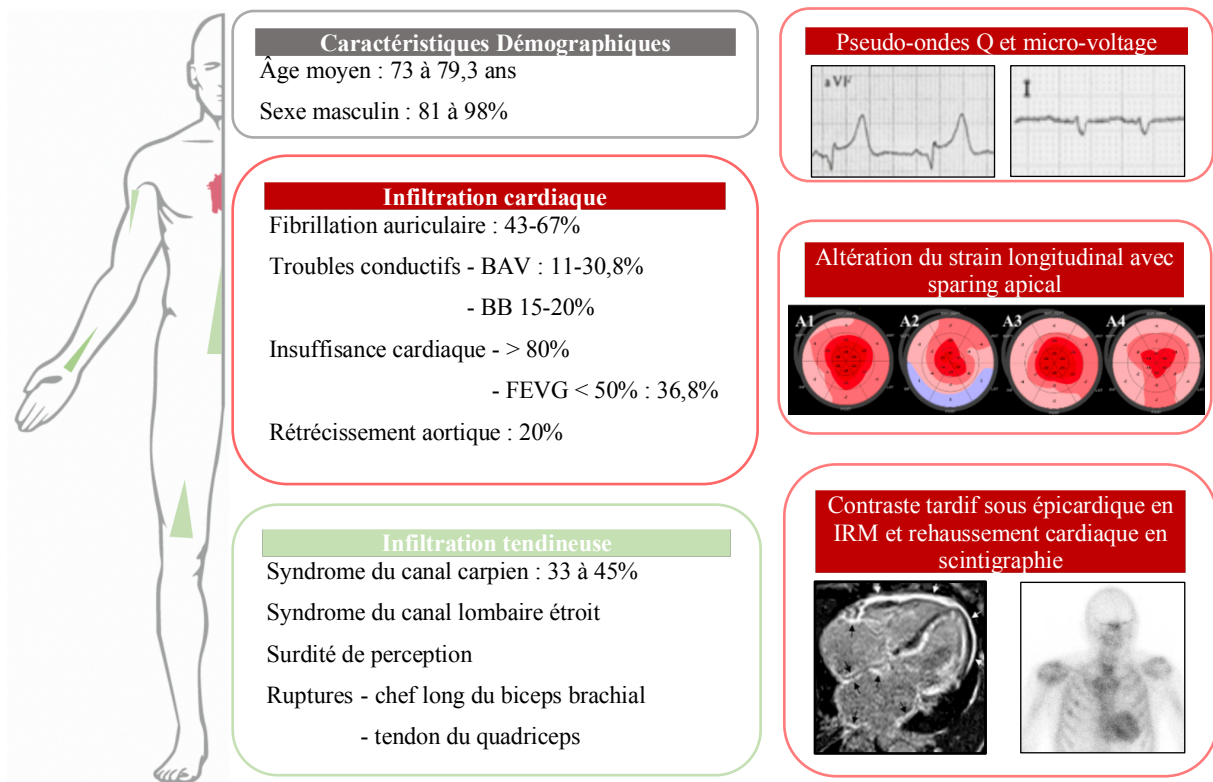 Caractéristiques Démographiques
Âge moyen : 73 à 79,3 ans
Sexe masculin : 81 à 98%
Infiltration cardiaque
Fibrillation auriculaire : 43-67%
Troubles conductifs - BAV : 11-30,8%
- BB 15-20%
Insuffisance cardiaque - > 80%
- FEVG < 50% : 36,8%
Rétrécissement aortique : 20%
Infiltration tendineuse
Syndrome du canal carpien : 33 à 45%
Syndrome du canal lombaire étroit
Surdité de perception
Ruptures - chef long du biceps brachial
- tendon du quadriceps
Pseudo-ondes Q et micro-voltage
aVF
I
Altération du strain longitudinal avec
sparing apical
A1 A2 A3 A4
Contraste tardif sous épicardique en
IRM et rehaussement cardiaque en
scintigraphie